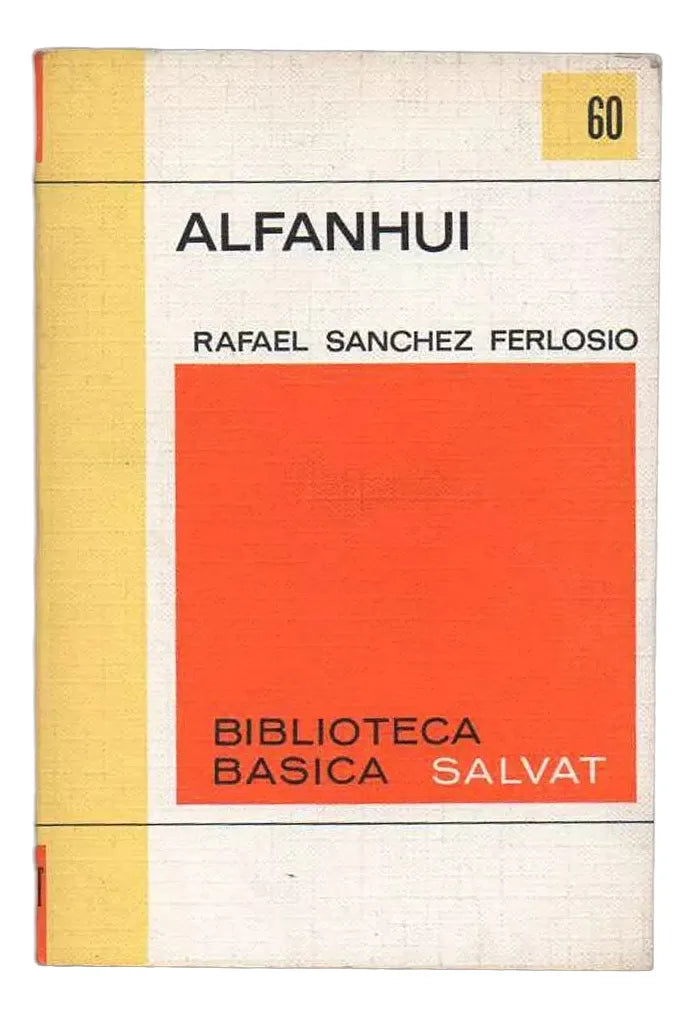 60
ALFANHUI
RAFAEL SANCHEZ FERLOSIO
BIBLIOTECA
BASICA SALVAT
T